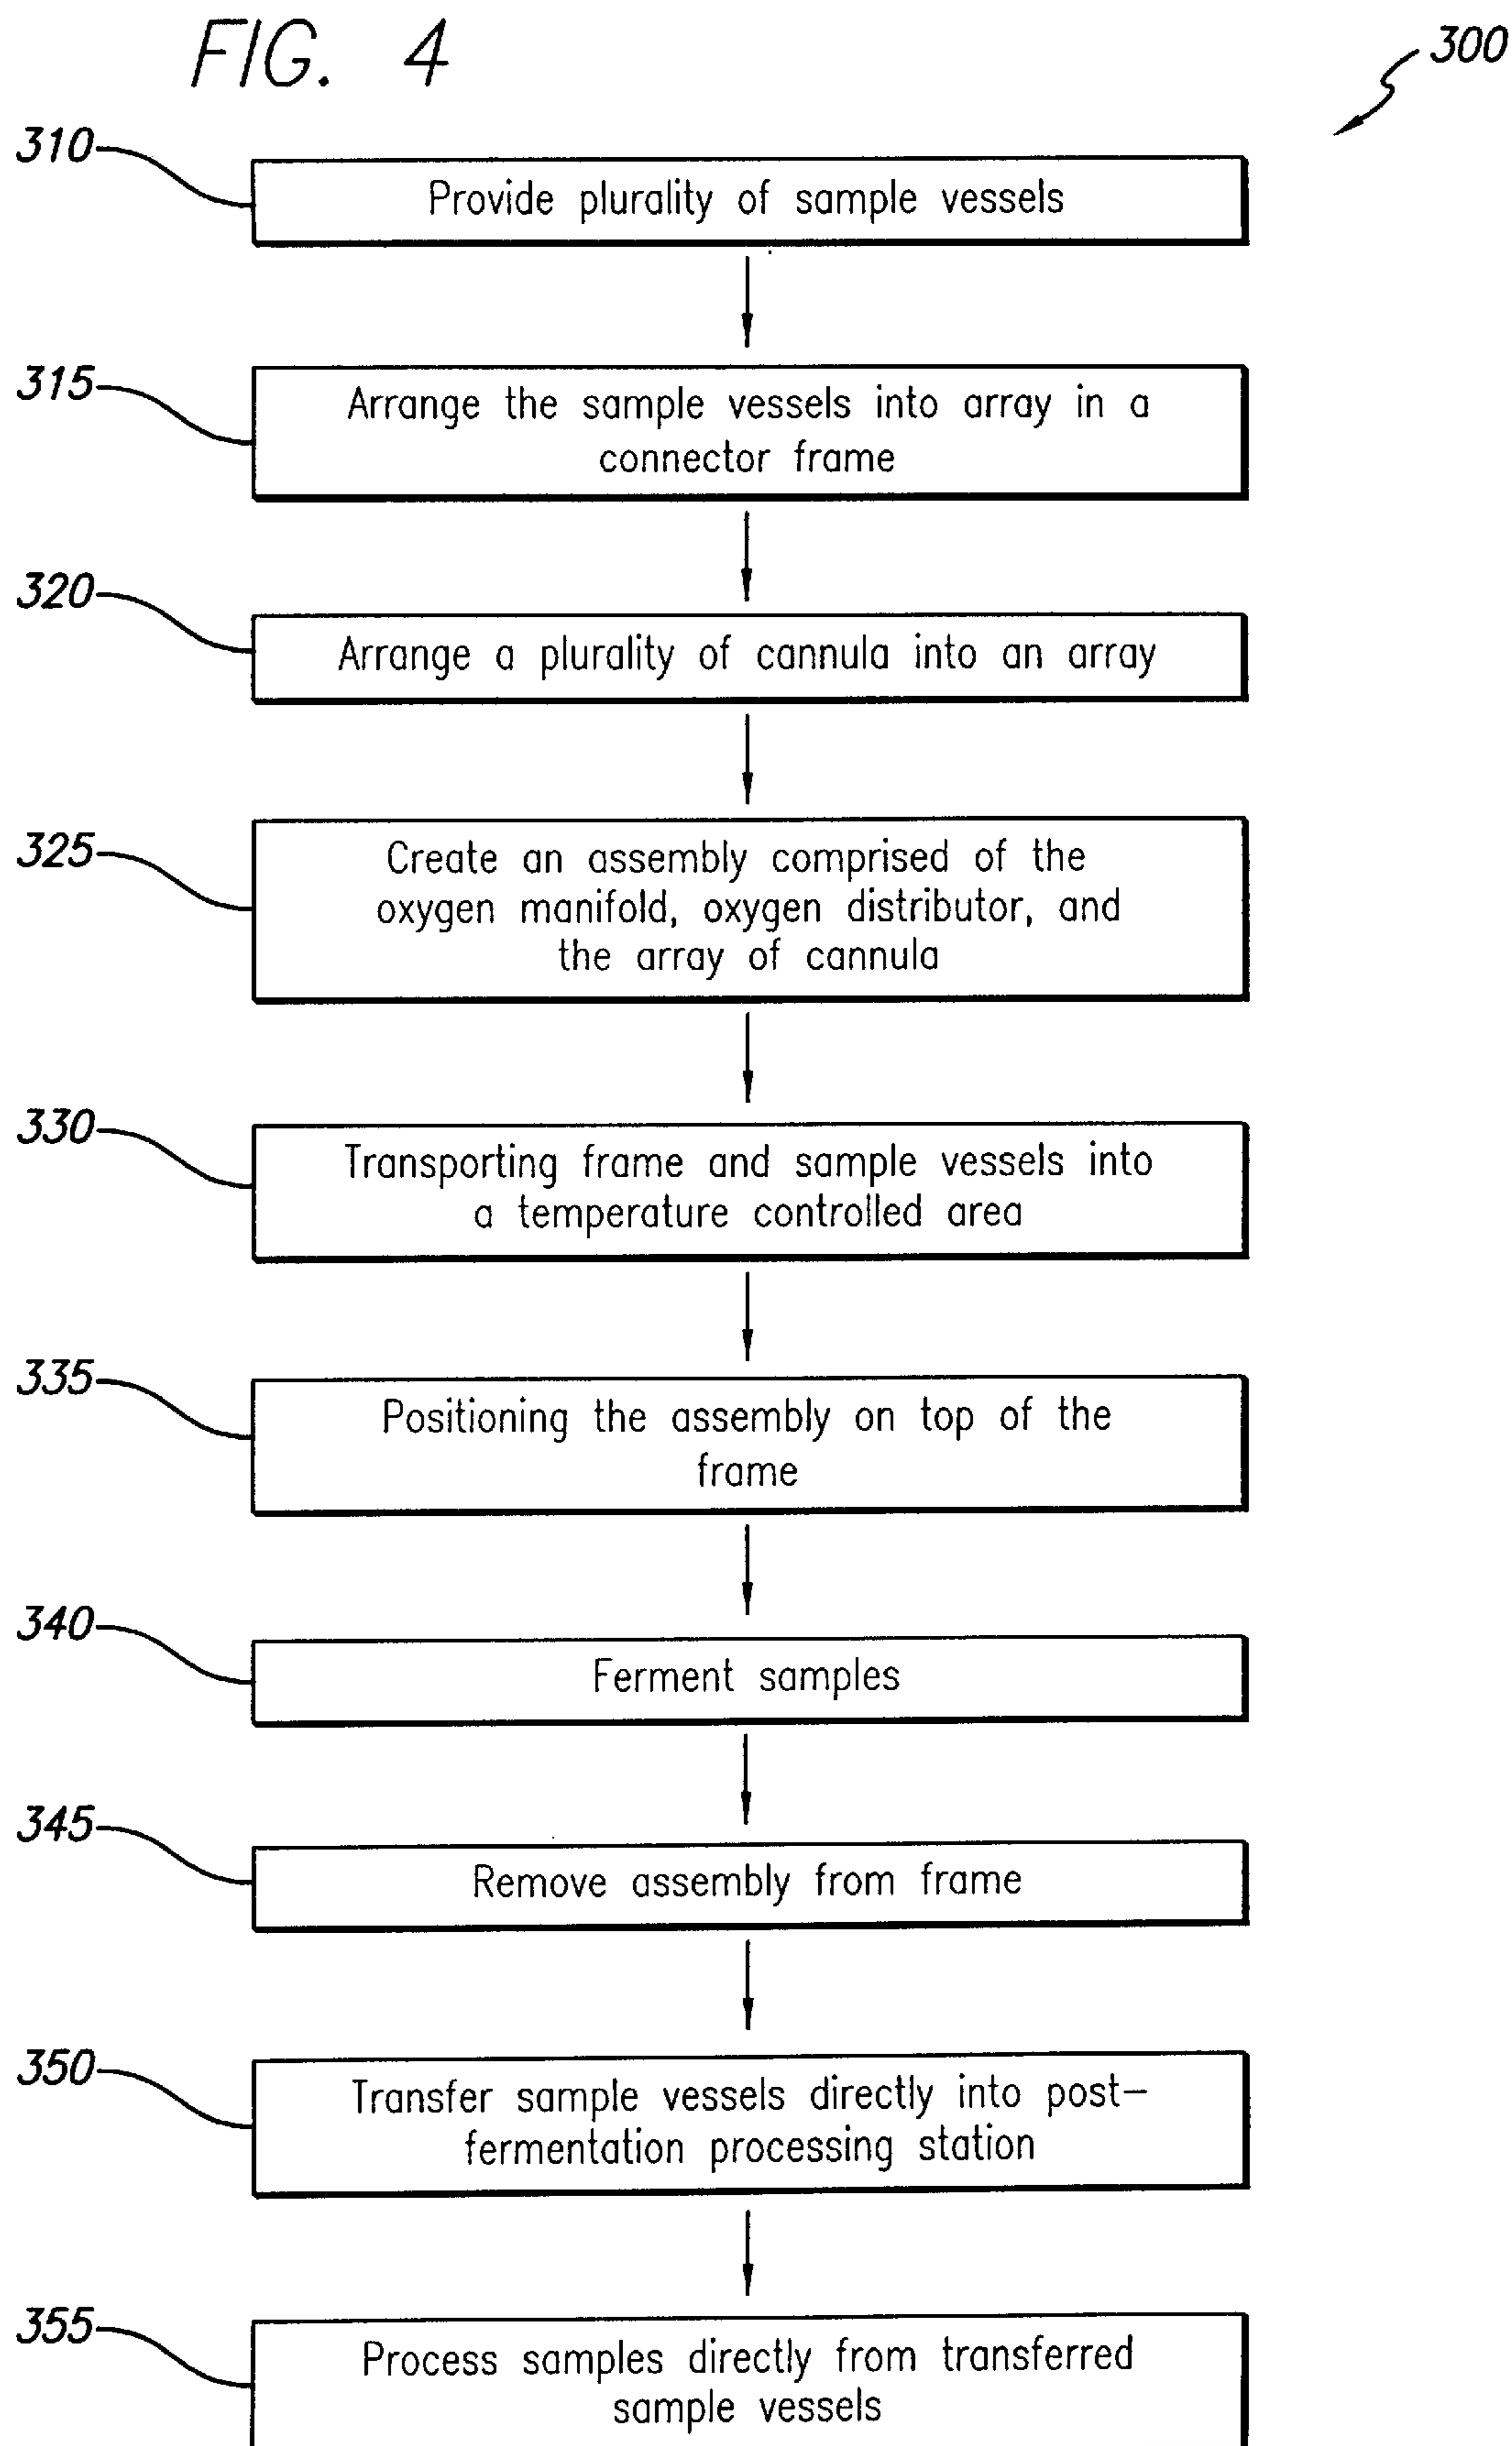 FIG. 4
300
310
Provide plurality of sample vessels
315
Arrange the sample vessels into array in a
connector frame
320
Arrange a plurality of cannula into an array
325
Create an assembly comprised of the
oxygen manifold, oxygen distributor, and
the array of cannula
330
Transporting frame and sample vessels into
a temperature controlled area
335
Positioning the assembly on top of the
frame
340
Ferment samples
345
Remove assembly from frame
350
Transfer sample vessels directly into post-
fermentation processing station
355
Process samples directly from transferred
sample vessels